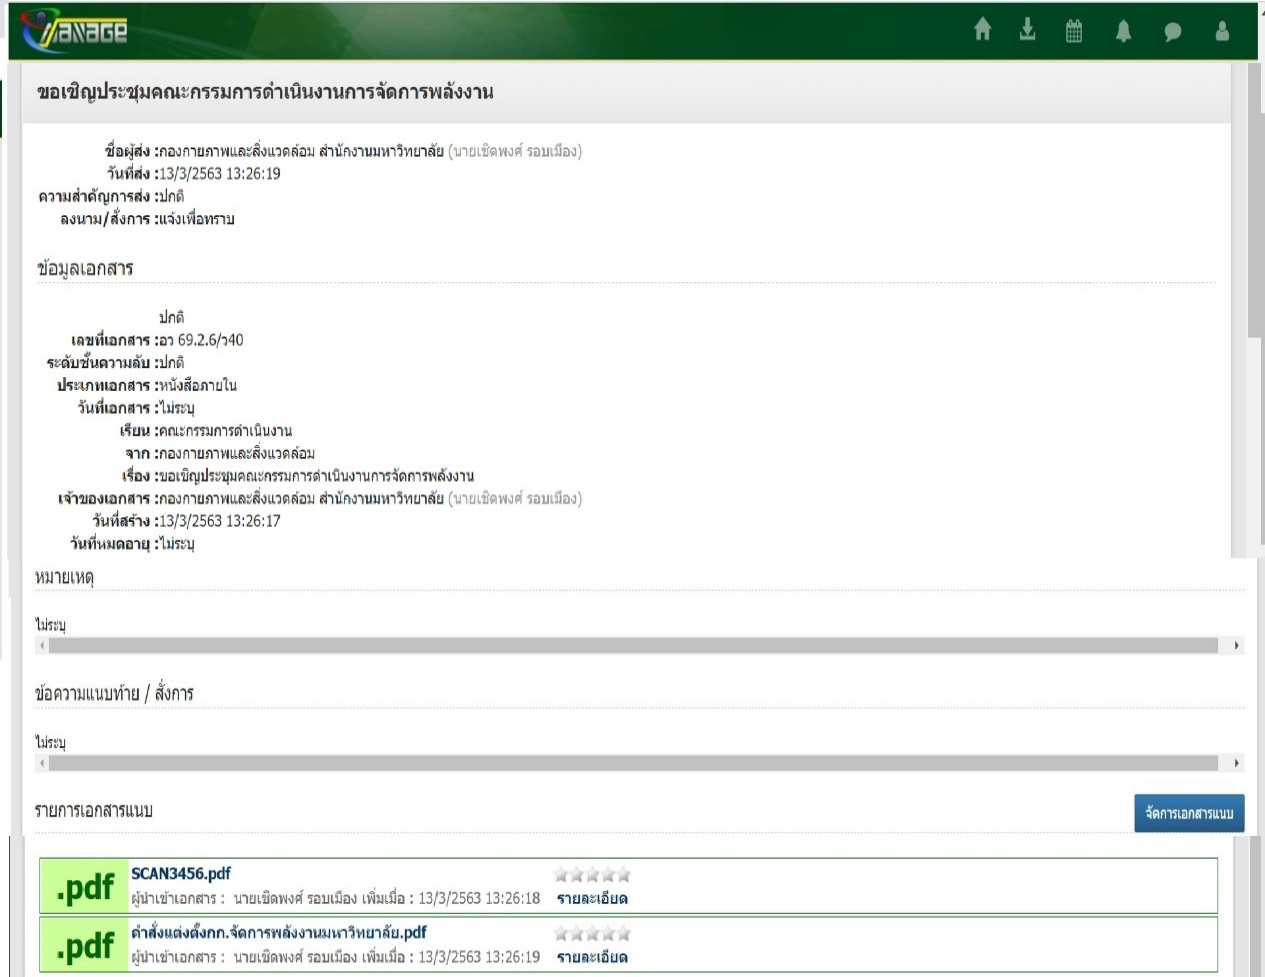 Manage
ขอเชิญประชุมคณะกรรมการดำเนินงานการจัดการพลังงาน
ชื่อผู้ส่ง :กองกายภาพและสิ่งแวดล้อม สำนักงานมหาวิทยาลัย (นายเชิดพงศ์ รอบเมือง)
วันที่ส่ง :13/3/2563 13:26:19
ความสำคัญการส่ง :ปกติ
ลงนาม/สั่งการ :แจ้งเพื่อทราบ
ข้อมูลเอกสาร
ปกติ
เลขที่เอกสาร :อว 69.2.6/ว40
ระดับชั้นความลับ :ปกติ
ประเภทเอกสาร :หนังสือภายใน
วันที่เอกสาร :ไม่ระบุ
เรียน :คณะกรรมการดำเนินงาน
จาก :กองกายภาพและสิ่งแวดล้อม
เรื่อง :ขอเชิญประชุมคณะกรรมการดำเนินงานการจัดการพลังงาน
เจ้าของเอกสาร :กองกายภาพและสิ่งแวดล้อม สำนักงานมหาวิทยาลัย (นายเชิดพงศ์ รอบเมือง)
วันที่สร้าง :13/3/2563 13:26:17
วันที่หมดอายุ :ไม่ระบุ
หมายเหตุ
ไม่ระบุ
ข้อความแนบท้าย / สั่งการ
ไม่ระบุ
รายการเอกสารแนบ จัดการเอกสารแนบ
.pdf SCAN3456.pdf
ผู้นำเข้าเอกสาร : นายเชิดพงศ์ รอบเมือง เพิ่มเมื่อ : 13/3/2563 13:26:18 รายละเอียด
.pdf คำสั่งแต่งตั้งกก.จัดการพลังงานมหาวิทยาลัย.pdf
ผู้นำเข้าเอกสาร : นายเชิดพงศ์ รอบเมือง เพิ่มเมื่อ : 13/3/2563 13:26:19 รายละเอียด